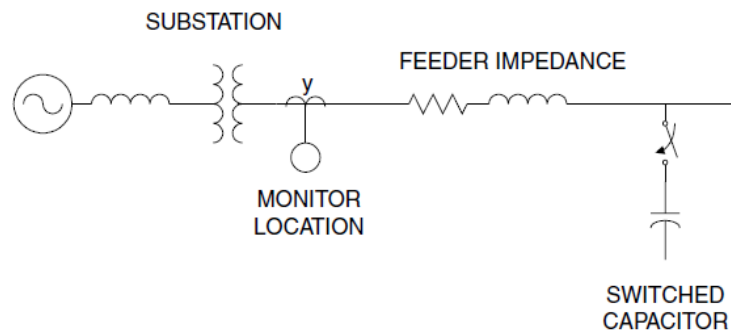 SUBSTATION
FEEDER IMPEDANCE
y
MONITOR
LOCATION
SWITCHED
CAPACITOR